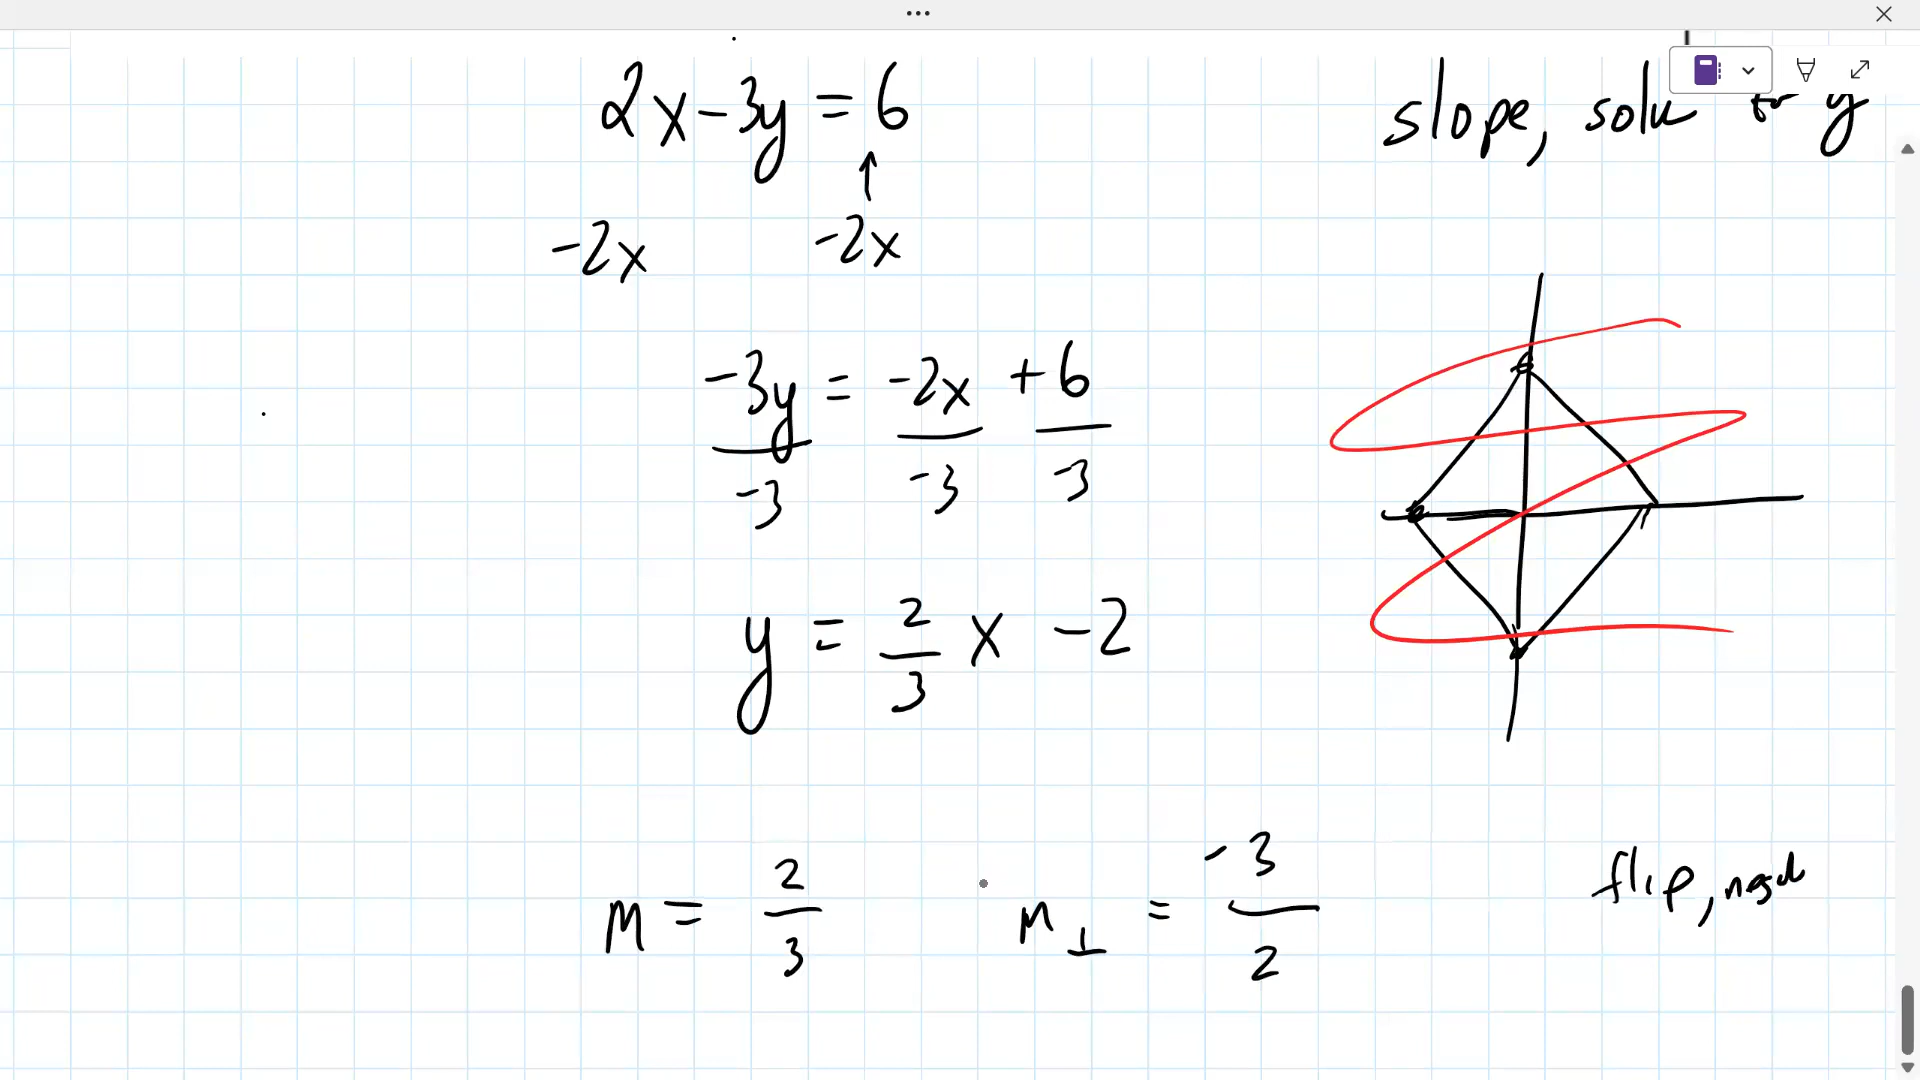 2x - 3y = 6
slope, solve for y
-2x -2x
-3y = -2x + 6
-3 -3 -3
y = 2/3 x - 2
m = 2/3 m⊥ = -3/2
flip,